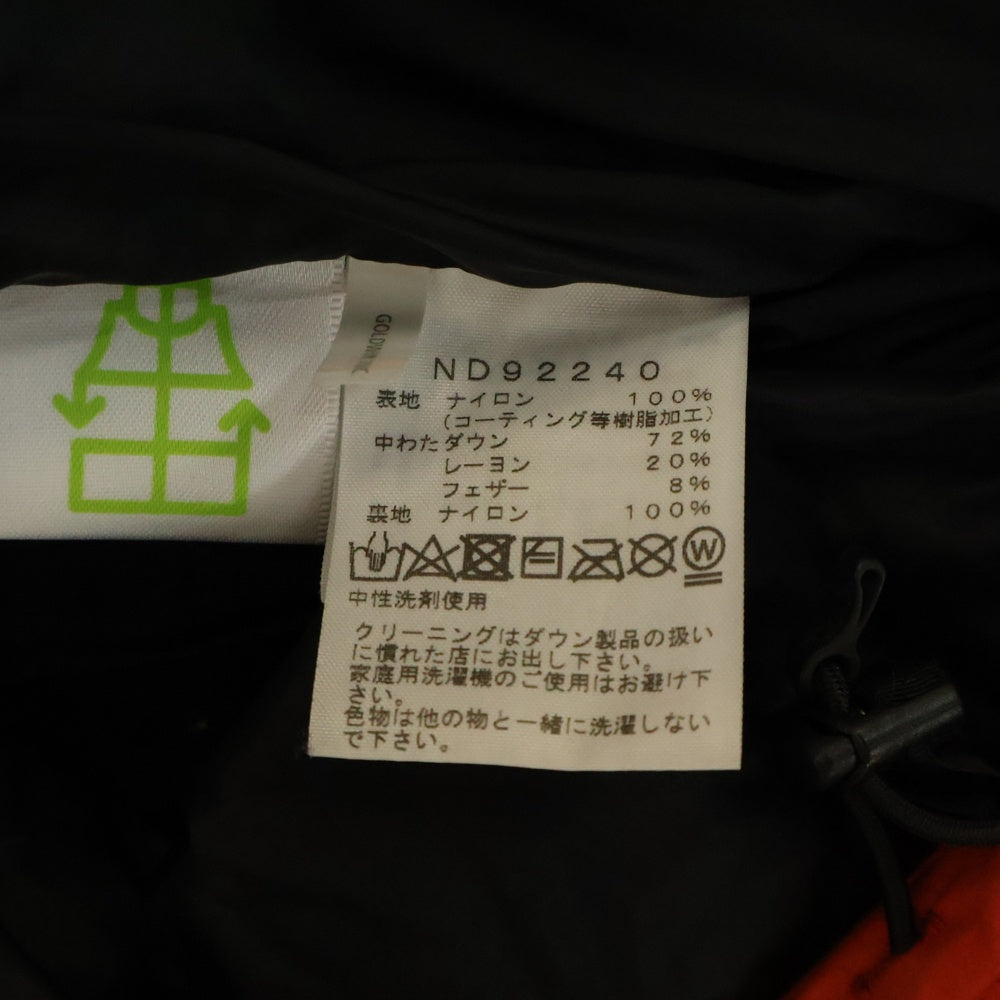 GOLDWIN
ND92240
表地 ナイロン 100%
(コーティング等樹脂加工)
中わた ダウン 72%
レーヨン 20%
フェザー 8%
裏地 ナイロン 100%
W
中性洗剤使用
クリーニングはダウン製品の扱い
に慣れた店にお出し下さい。
家庭用洗濯機のご使用はお避け下
さい。
色物は他の物と一緒に洗濯しない
で下さい。